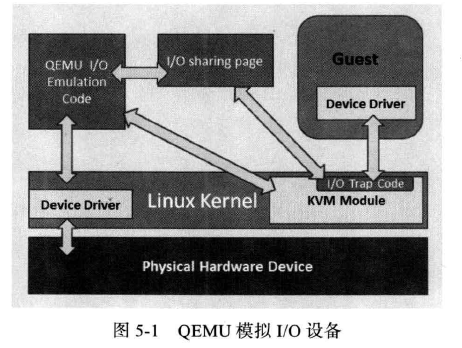 QEMU I/O
Emulation
Code
I/O sharing page
Guest
Device Driver
I/O Trap Code
KVM Module
Linux Kernel
Device Driver
Physical Hardware Device
图 5-1 QEMU 模拟 I/O 设备